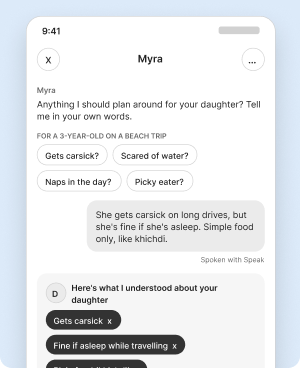 9:41
X
Myra
...
Myra
Anything I should plan around for your daughter? Tell
me in your own words.
FOR A 3-YEAR-OLD ON A BEACH TRIP
Gets carsick?
Scared of water?
Naps in the day?
Picky eater?
She gets carsick on long drives, but
she's fine if she's asleep. Simple food
only, like khichdi.
Spoken with Speak
D
Here's what I understood about your
daughter
Gets carsick x
Fine if asleep while travelling x